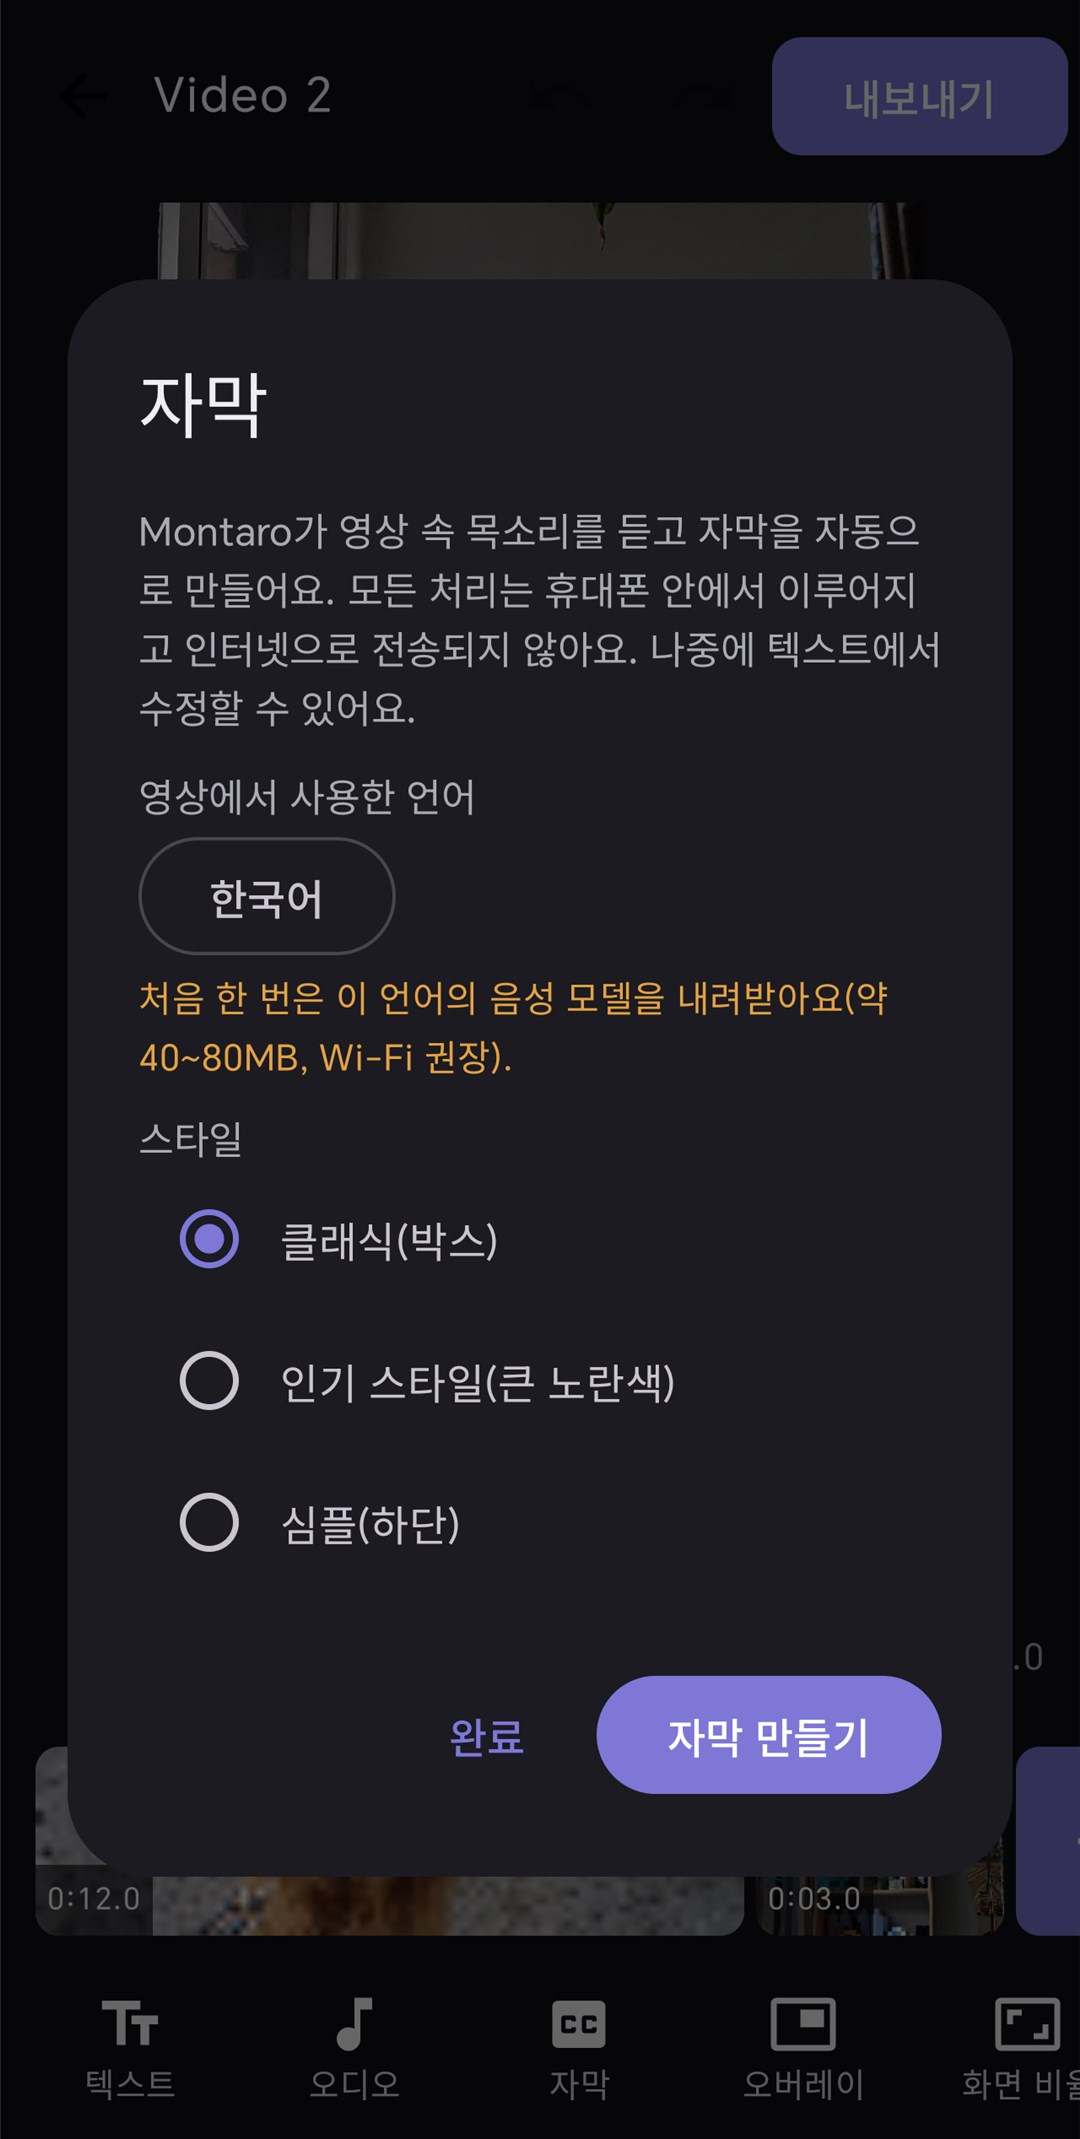 Video 2
내보내기
자막
Montaro가 영상 속 목소리를 듣고 자막을 자동으
로 만들어요. 모든 처리는 휴대폰 안에서 이루어지
고 인터넷으로 전송되지 않아요. 나중에 텍스트에서
수정할 수 있어요.
영상에서 사용한 언어
한국어
처음 한 번은 이 언어의 음성 모델을 내려받아요(약
40~80MB, Wi-Fi 권장).
스타일
클래식(박스)
인기 스타일(큰 노란색)
심플(하단)
.0
완료
자막 만들기
0:12.0
0:03.0
텍스트
오디오
CC
자막
오버레이
화면 비율